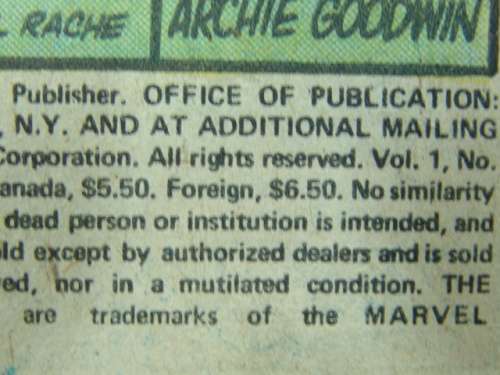 L RACHE ARCHIE GOODWIN
Publisher. OFFICE OF PUBLICATION:
, N.Y. AND AT ADDITIONAL MAILING
Corporation. All rights reserved. Vol. 1, No.
anada, $5.50. Foreign, $6.50. No similarity
dead person or institution is intended, and
old except by authorized dealers and is sold
ed, nor in a mutilated condition. THE
are trademarks of the MARVEL